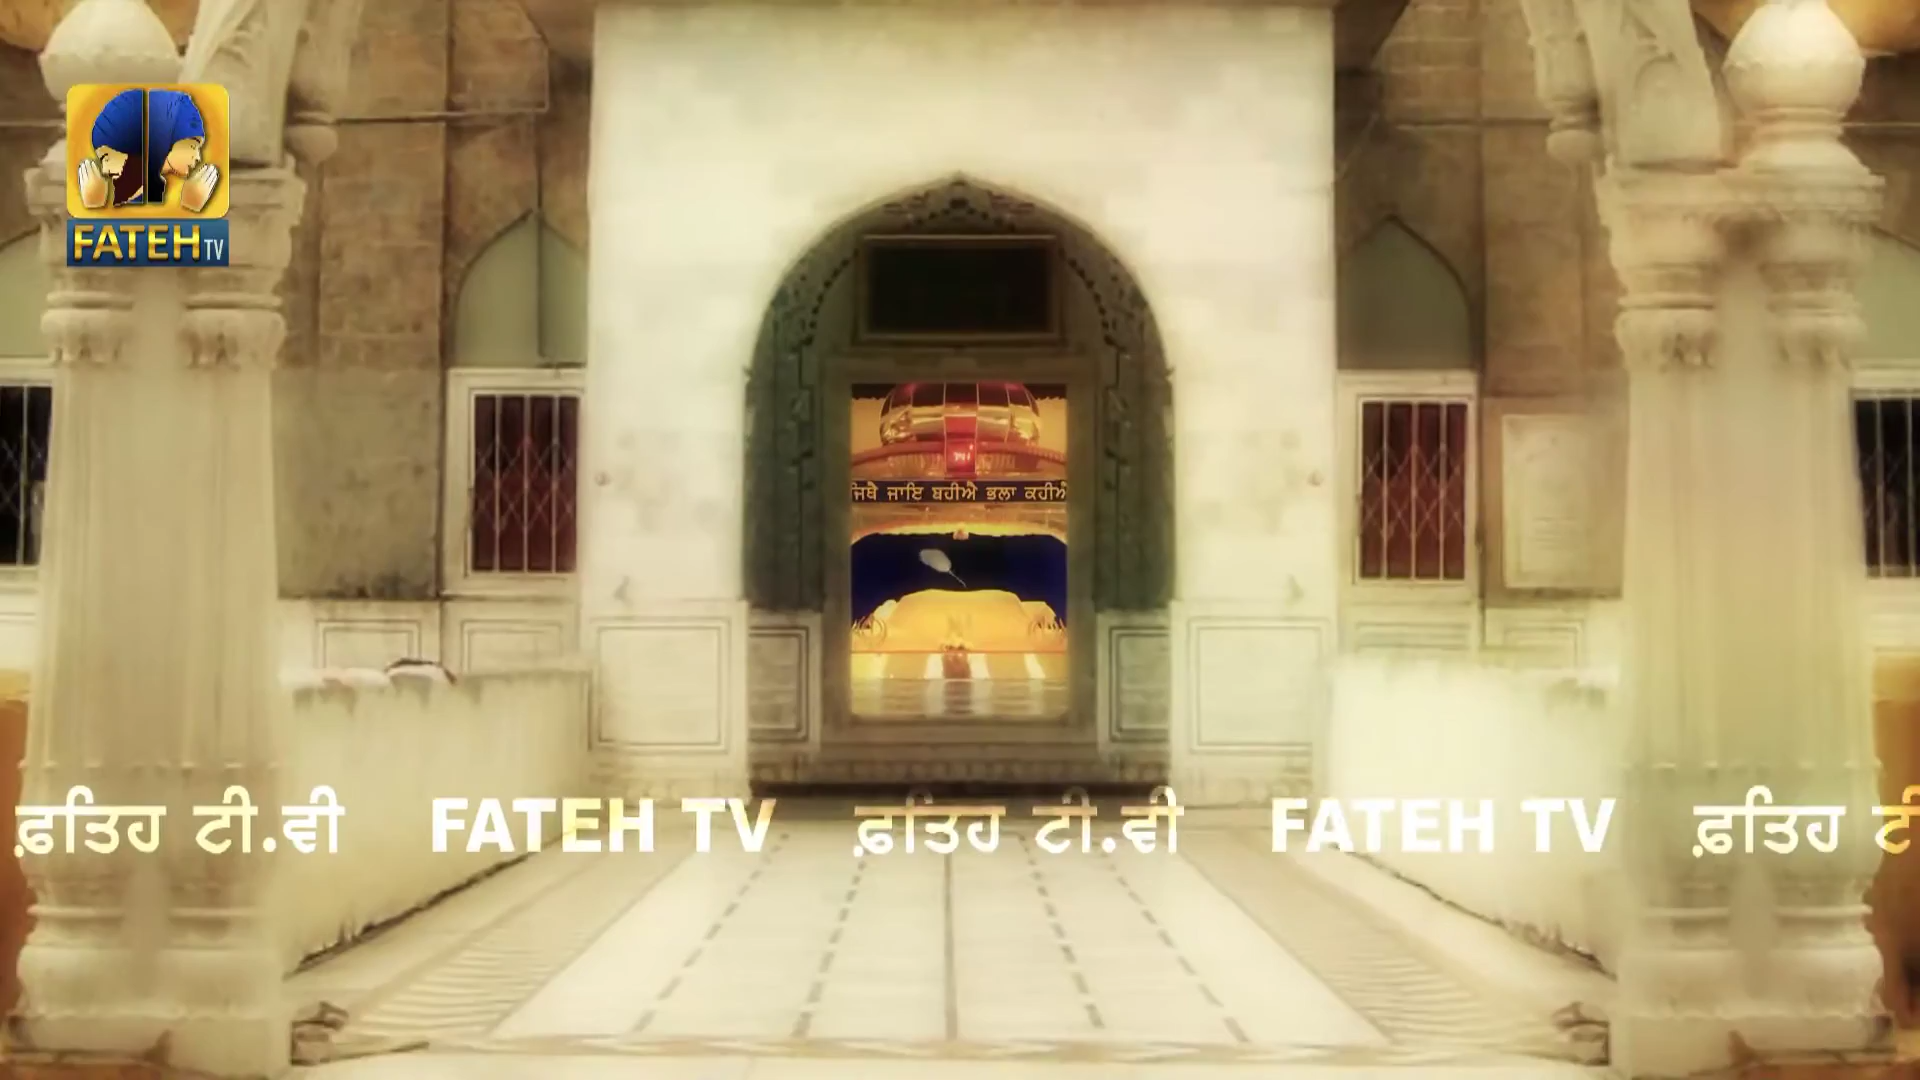 FATEH TV
ਜਿਥੈ ਜਾਇ ਬਹੀਐ ਭਲਾ ਕਹੀਐ
ਫ਼ਤਿਹ ਟੀ.ਵੀ FATEH TV ਫ਼ਤਿਹ ਟੀ.ਵੀ FATEH TV ਫ਼ਤਿਹ ਟੀ